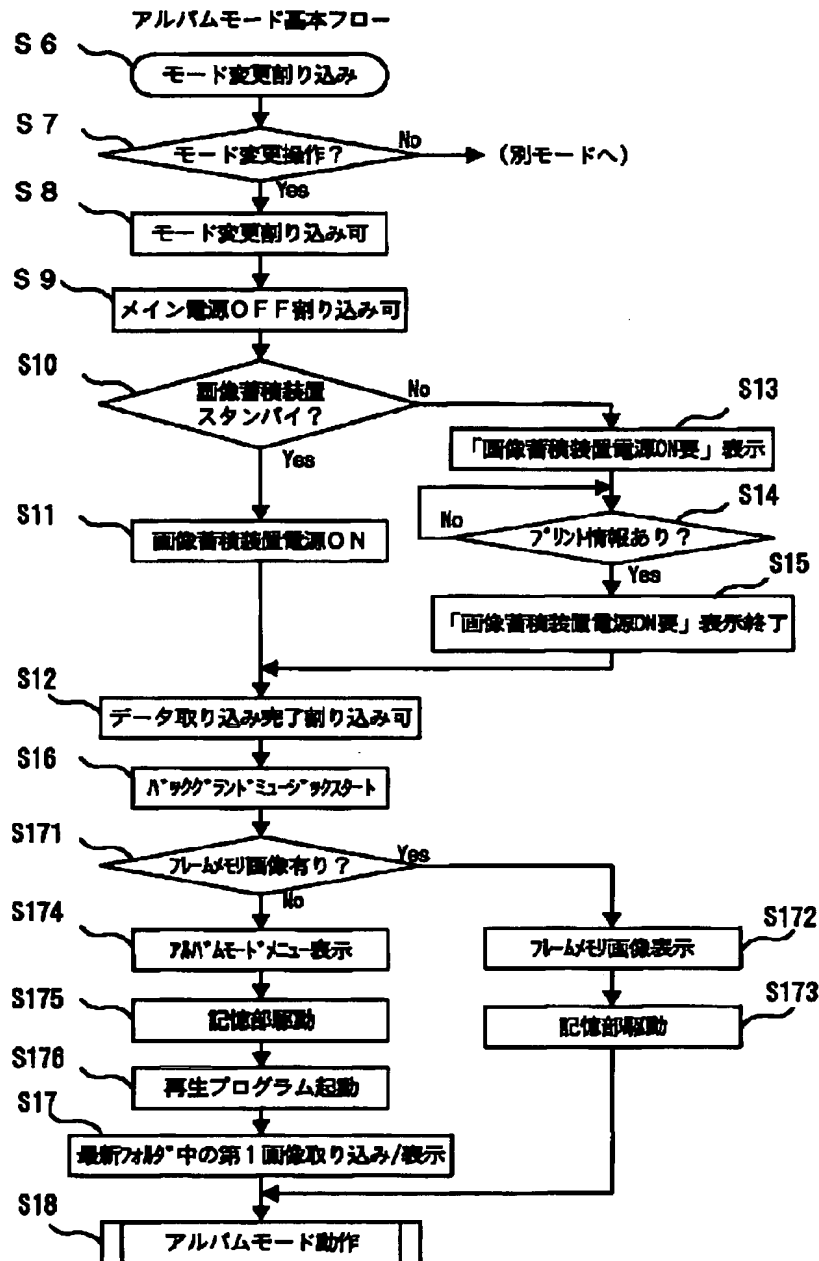 アルバムモード基本フロー
S6
モード変更割り込み
S7
モード変更操作?
No
(別モードへ)
Yes
S8
モード変更割り込み可
S9
メイン電源OFF割り込み可
S10
画像蓄積装置
スタンバイ?
No
Yes
S13
「画像蓄積装置電源ON要」表示
S11
画像蓄積装置電源ON
S14
No
プリント情報あり?
Yes
S15
「画像蓄積装置電源ON要」表示終了
S12
データ取り込み完了割り込み可
S16
バックグランドミュージックスタート
S171
フレームメモリ画像有り?
Yes
No
S174
アルバムモードメニュー表示
S172
フレームメモリ画像表示
S175
記憶部駆動
S173
記憶部駆動
S176
再生プログラム起動
S17
最新フォルダ中の第1画像取り込み/表示
S18
アルバムモード動作